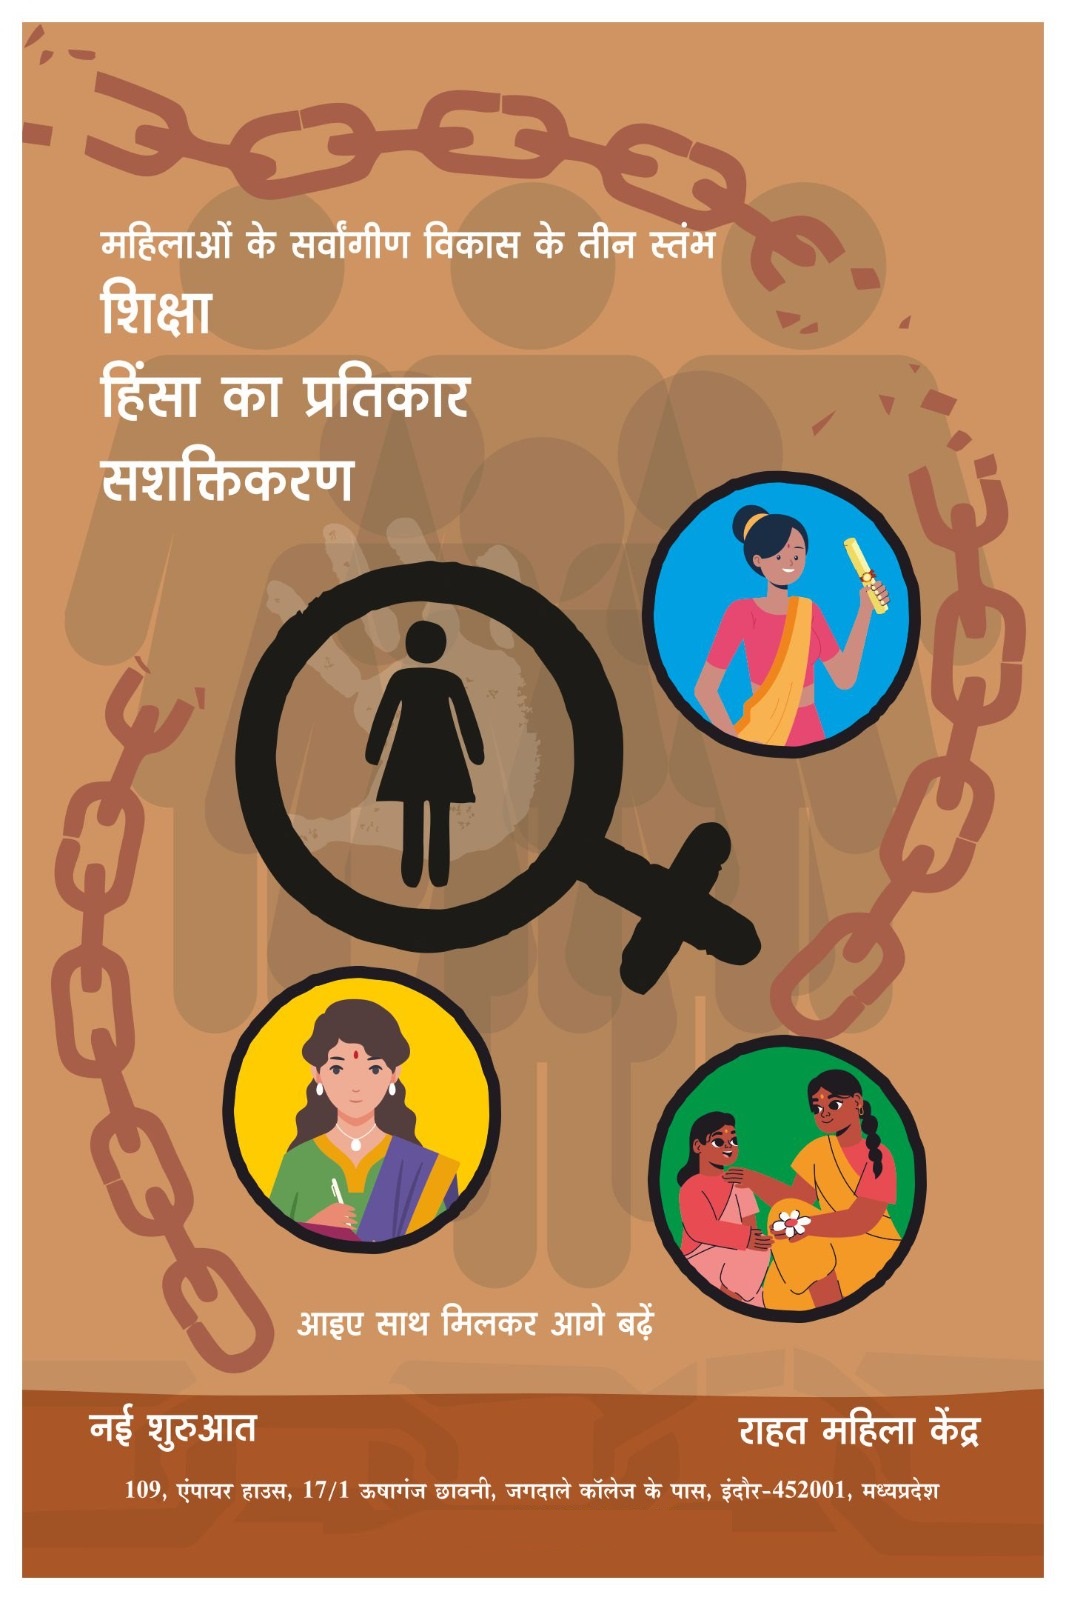 महिलाओं के सर्वांगीण विकास के तीन स्तंभ
शिक्षा
हिंसा का प्रतिकार
सशक्तिकरण
आइए साथ मिलकर आगे बढ़ें
नई शुरुआत
राहत महिला केंद्र
109, एंपायर हाउस, 17/1 ऊषागंज छावनी, जगदाले कॉलेज के पास, इंदौर-452001, मध्यप्रदेश